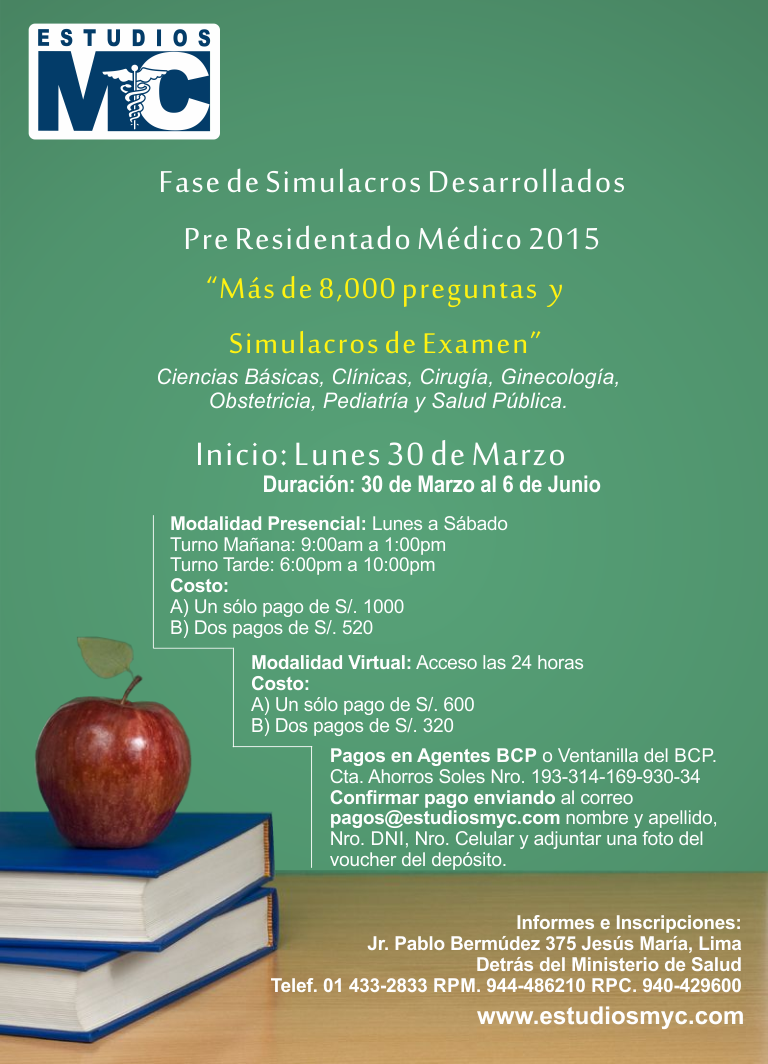 ESTUDIOS
MC
Fase de Simulacros Desarrollados
Pre Residentado Médico 2015
“Más de 8,000 preguntas y
Simulacros de Examen”
Ciencias Básicas, Clínicas, Cirugía, Ginecología,
Obstetricia, Pediatría y Salud Pública.
Inicio: Lunes 30 de Marzo
Duración: 30 de Marzo al 6 de Junio
Modalidad Presencial: Lunes a Sábado
Turno Mañana: 9:00am a 1:00pm
Turno Tarde: 6:00pm a 10:00pm
Costo:
A) Un sólo pago de S/. 1000
B) Dos pagos de S/. 520
Modalidad Virtual: Acceso las 24 horas
Costo:
A) Un sólo pago de S/. 600
B) Dos pagos de S/. 320
Pagos en Agentes BCP o Ventanilla del BCP.
Cta. Ahorros Soles Nro. 193-314-169-930-34
Confirmar pago enviando al correo
pagos@estudiosmyc.com nombre y apellido,
Nro. DNI, Nro. Celular y adjuntar una foto del
voucher del depósito.
Informes e Inscripciones:
Jr. Pablo Bermúdez 375 Jesús María, Lima
Detrás del Ministerio de Salud
Telef. 01 433-2833 RPM. 944-486210 RPC. 940-429600
www.estudiosmyc.com